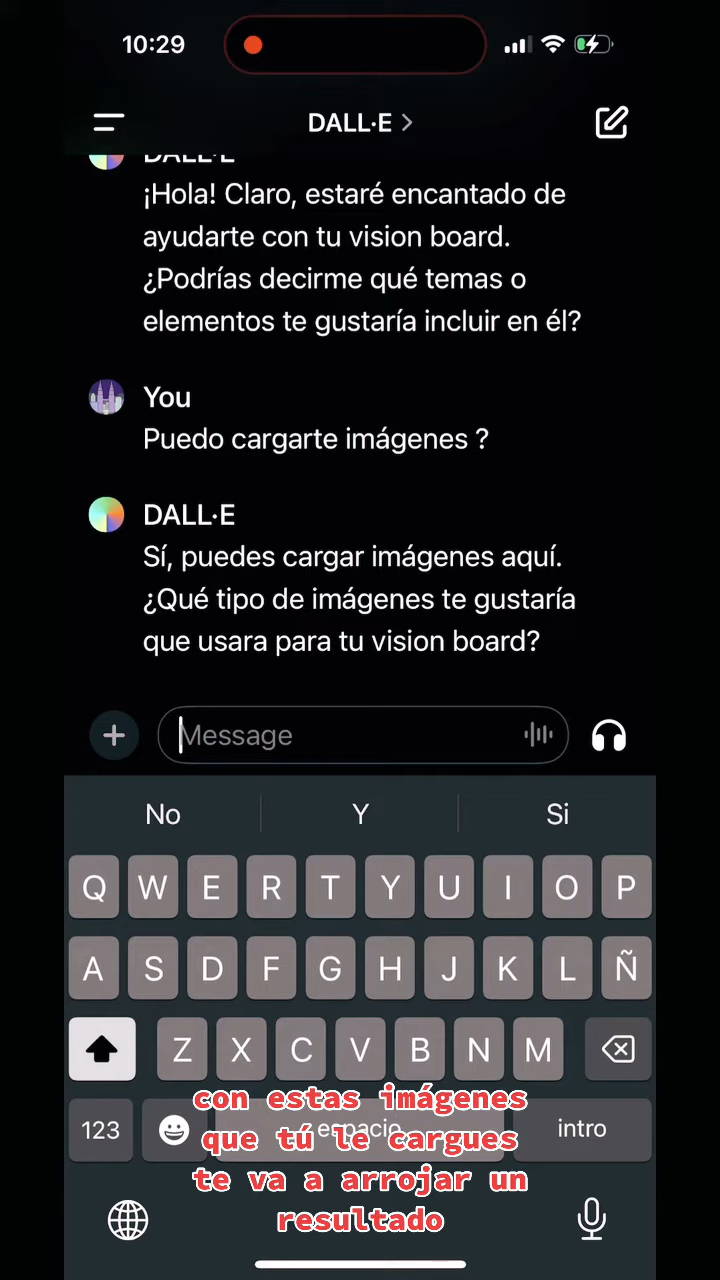 10:29
DALL·E >
DALL·E
¡Hola! Claro, estaré encantado de
ayudarte con tu vision board.
¿Podrías decirme qué temas o
elementos te gustaría incluir en él?
You
Puedo cargarte imágenes ?
DALL·E
Sí, puedes cargar imágenes aquí.
¿Qué tipo de imágenes te gustaría
que usara para tu vision board?
Message
No Y Si
Q W E R T Y U I O P
A S D F G H J K L Ñ
Z X C V B N M
123 espacio intro
con estas imágenes
que tú le cargues
te va a arrojar un
resultado